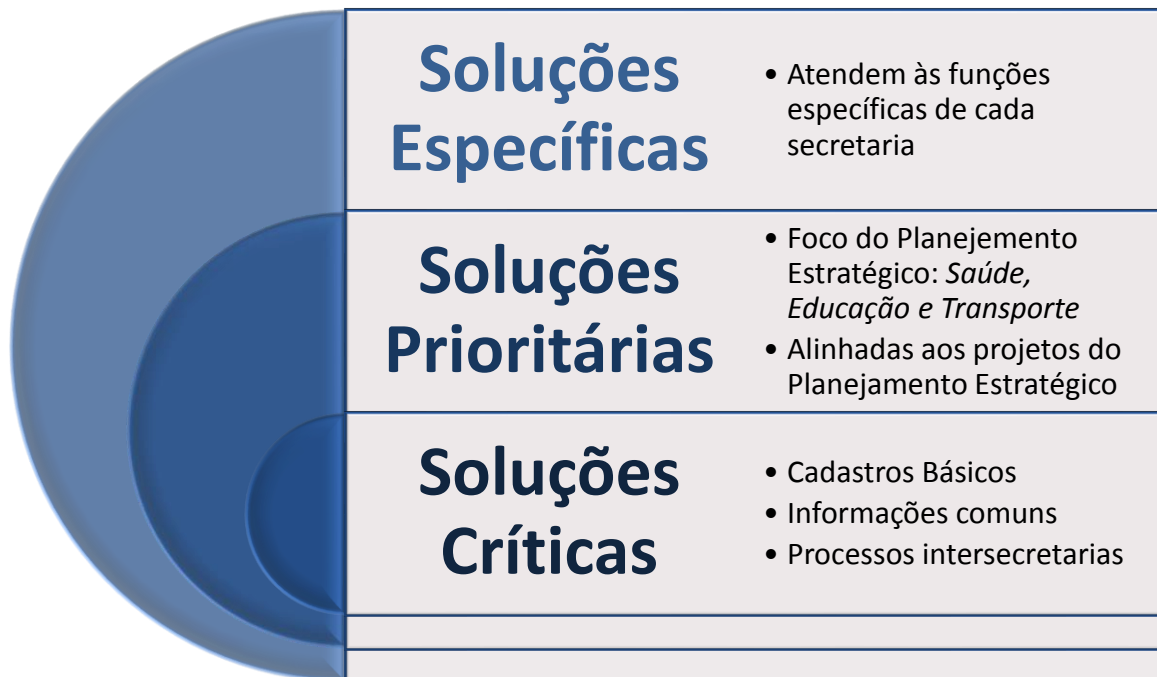 Soluções
Específicas
• Atendem às funções
específicas de cada
secretaria
Soluções
Prioritárias
• Foco do Planejemento
Estratégico: Saúde,
Educação e Transporte
• Alinhadas aos projetos do
Planejamento Estratégico
Soluções
Críticas
• Cadastros Básicos
• Informações comuns
• Processos intersecretarias